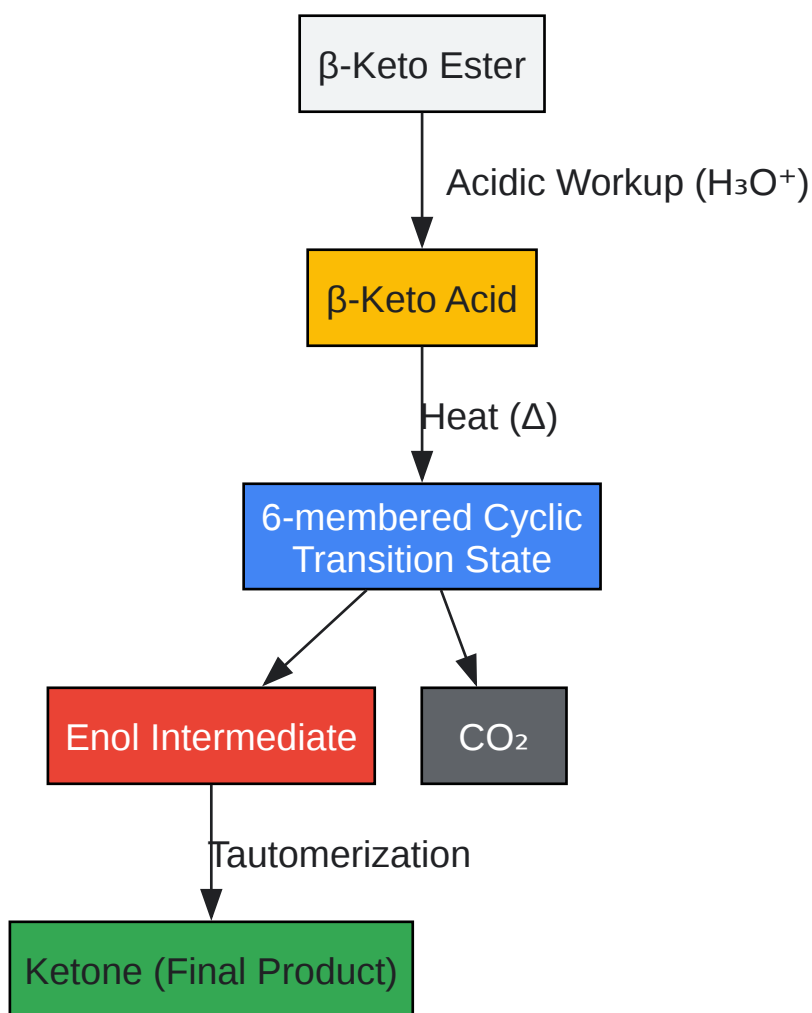 β-Keto Ester
Acidic Workup (H₃O⁺)
β-Keto Acid
Heat (Δ)
6-membered Cyclic
Transition State
Enol Intermediate
CO₂
Tautomerization
Ketone (Final Product)